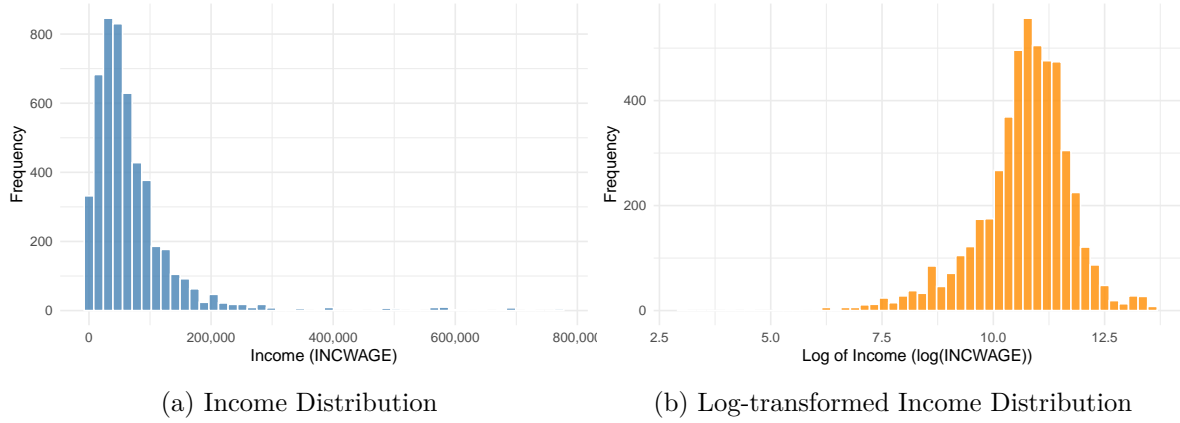 800
600
400
200
0
Frequency
0 200,000 400,000 600,000 800,000
Income (INCWAGE)
(a) Income Distribution
400
200
0
Frequency
2.5 5.0 7.5 10.0 12.5
Log of Income (log(INCWAGE))
(b) Log-transformed Income Distribution